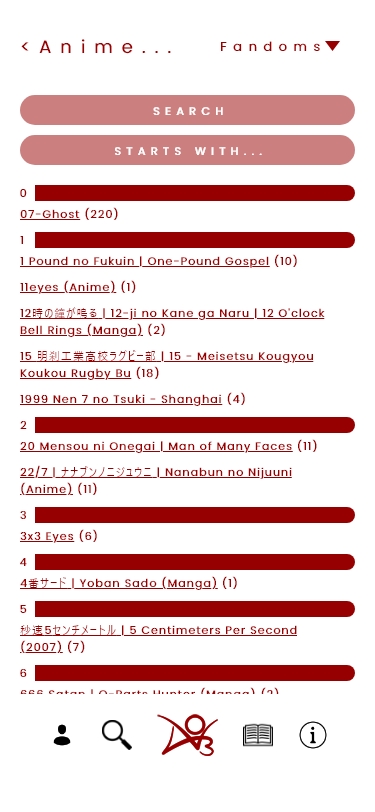 < Anime...
Fandoms
SEARCH
STARTS WITH...
0
07-Ghost (220)
1
1 Pound no Fukuin | One-Pound Gospel (10)
11eyes (Anime) (1)
12時の鐘が鳴る | 12-ji no Kane ga Naru | 12 O'clock
Bell Rings (Manga) (2)
15 明剎工業高校ラグビー部 | 15 - Meisetsu Kougyou
Koukou Rugby Bu (18)
1999 Nen 7 no Tsuki - Shanghai (4)
2
20 Mensou ni Onegai | Man of Many Faces (11)
22/7 | ナナブンノニジュウニ | Nanabun no Nijuuni
(Anime) (11)
3
3x3 Eyes (6)
4
4番サード | Yoban Sado (Manga) (1)
5
秒速5センチメートル | 5 Centimeters Per Second
(2007) (7)
6
666 Satan | O-Parts Hunter (Manga) (2)